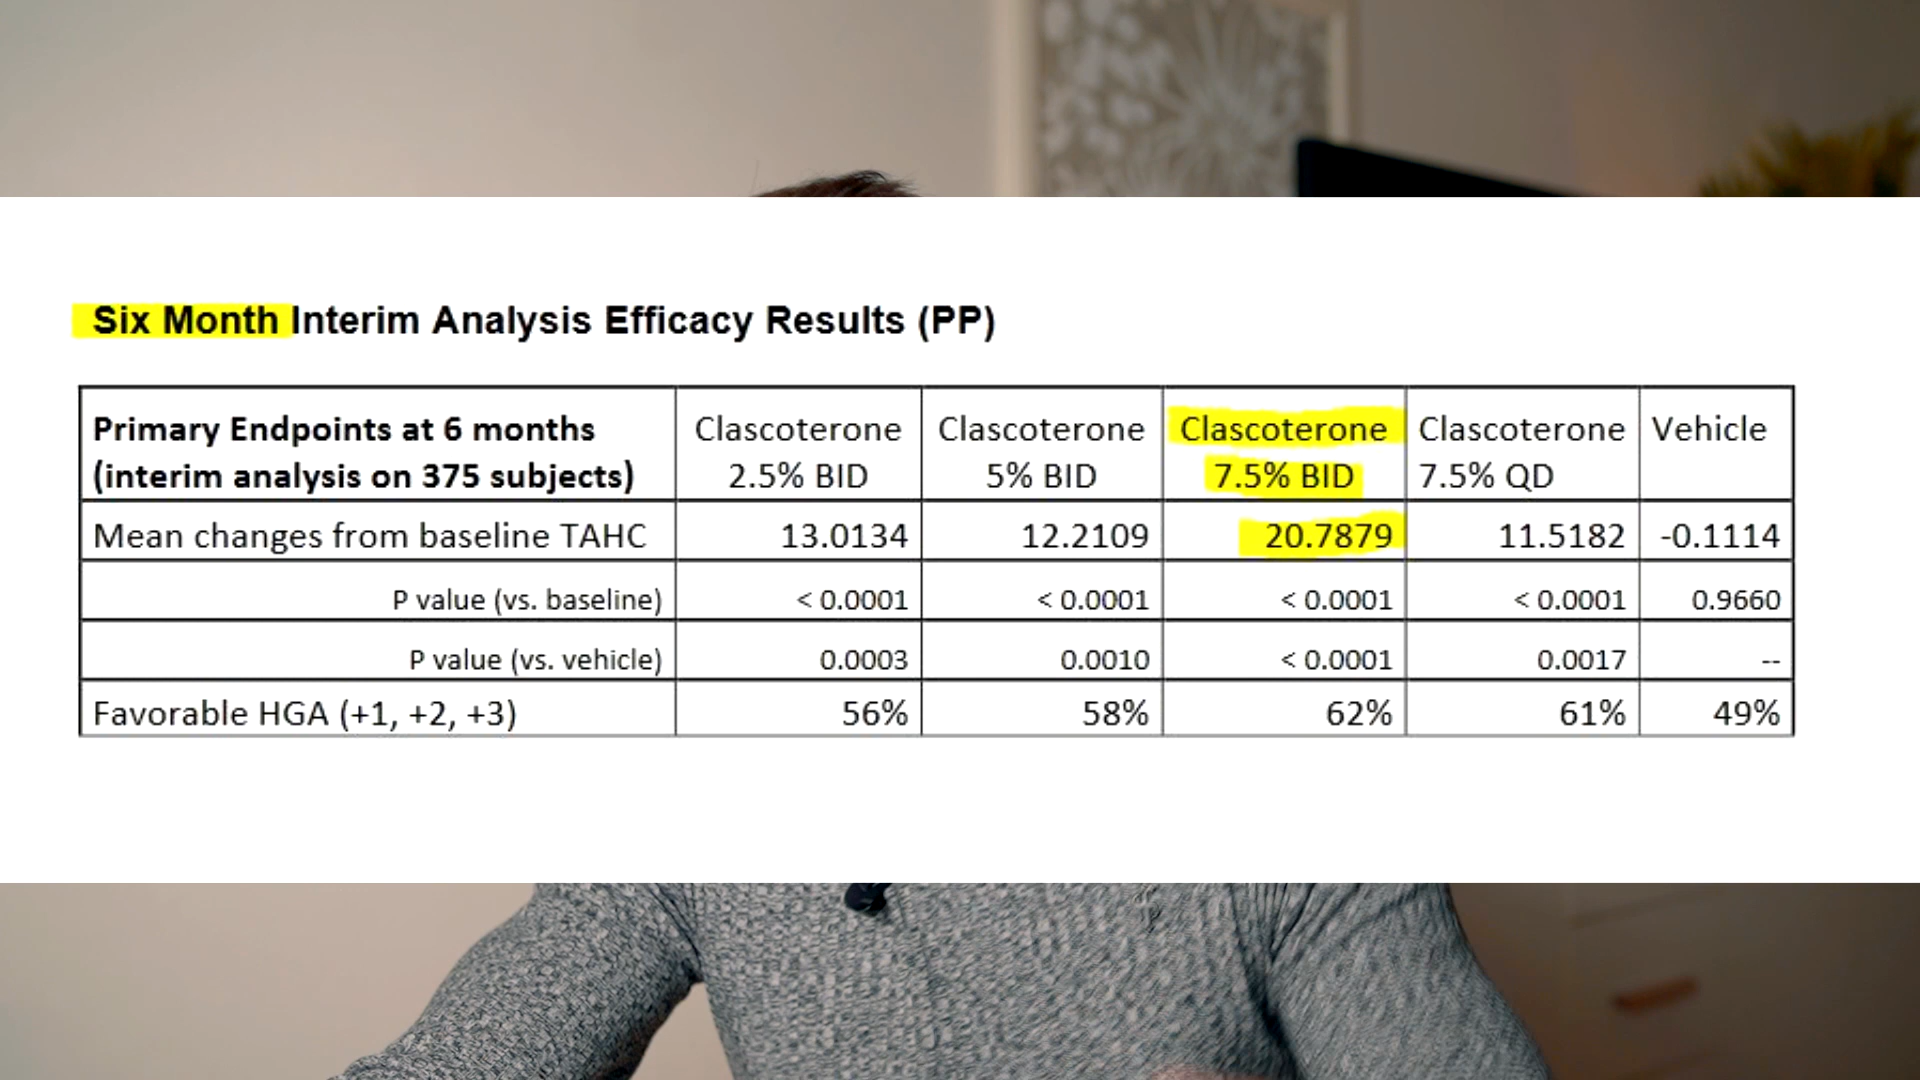 Six Month Interim Analysis Efficacy Results (PP)
Primary Endpoints at 6 months (interim analysis on 375 subjects) Clascoterone 2.5% BID Clascoterone 5% BID Clascoterone 7.5% BID Clascoterone 7.5% QD Vehicle
Mean changes from baseline TAHC 13.0134 12.2109 20.7879 11.5182 -0.1114
P value (vs. baseline) < 0.0001 < 0.0001 < 0.0001 < 0.0001 0.9660
P value (vs. vehicle) 0.0003 0.0010 < 0.0001 0.0017 --
Favorable HGA (+1, +2, +3) 56% 58% 62% 61% 49%